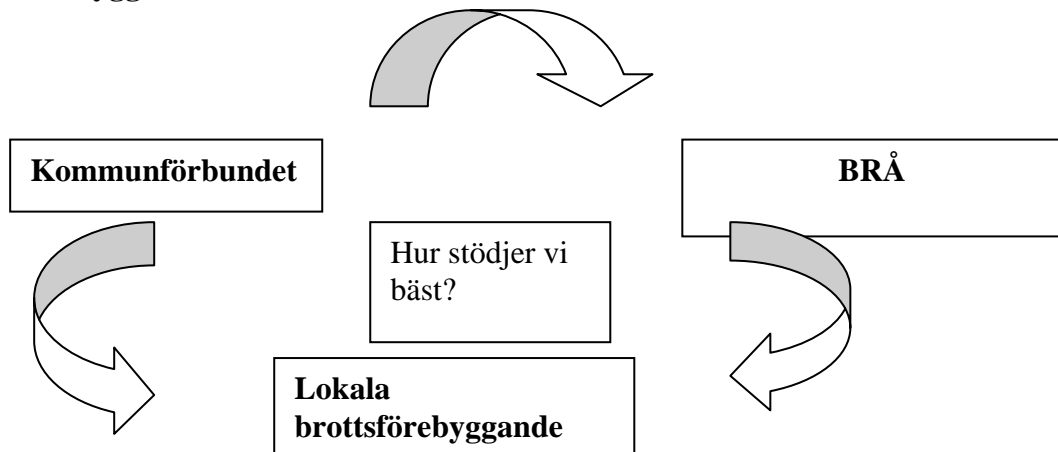 Kommunförbundet
BRÅ
Hur stödjer vi
bäst?
Lokala
brottsförebyggande